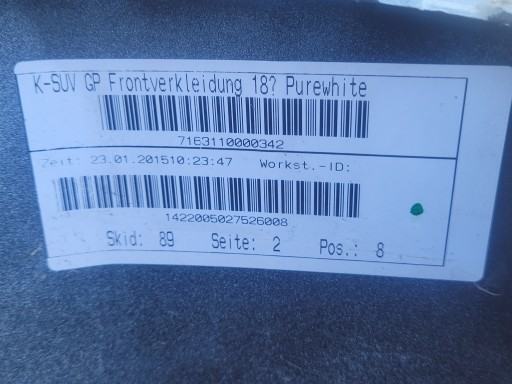 K-SUV GP Frontverkleidung 18? Purewhite
7163110000342
Zeit: 23.01.201510:23:47 Workst.-ID:
1422005027526008
Skid: 89 Seite: 2 Pos.: 8